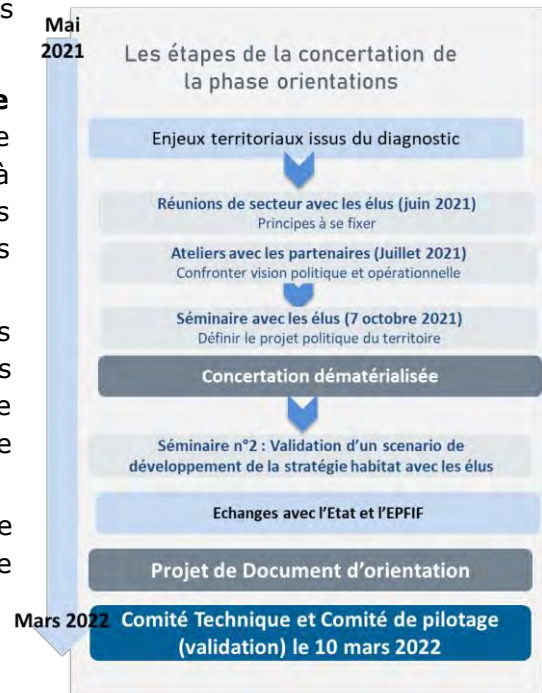 s
e
e
à
s
s
s
s
e
e
e
e
Mai
2021
Les étapes de la concertation de
la phase orientations
Enjeux territoriaux issus du diagnostic
Réunions de secteur avec les élus (juin 2021)
Principes à se fixer
Ateliers avec les partenaires (Juillet 2021)
Confronter vision politique et opérationnelle
Séminaire avec les élus (7 octobre 2021)
Définir le projet politique du territoire
Concertation dématérialisée
Séminaire n°2 : Validation d'un scenario de
développement de la stratégie habitat avec les élus
Echanges avec l'Etat et l'EPFIF
Projet de Document d'orientation
Mars 2022
Comité Technique et Comité de pilotage
(validation) le 10 mars 2022